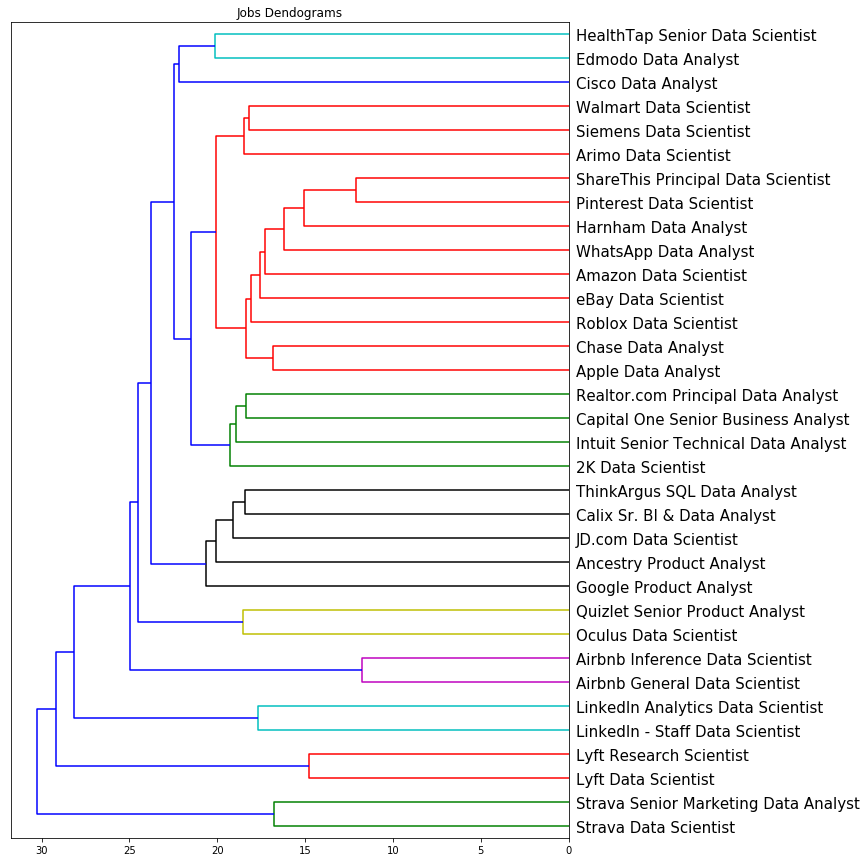 Jobs Dendograms
HealthTap Senior Data Scientist
Edmodo Data Analyst
Cisco Data Analyst
Walmart Data Scientist
Siemens Data Scientist
Arimo Data Scientist
ShareThis Principal Data Scientist
Pinterest Data Scientist
Harnham Data Analyst
WhatsApp Data Analyst
Amazon Data Scientist
eBay Data Scientist
Roblox Data Scientist
Chase Data Analyst
Apple Data Analyst
Realtor.com Principal Data Analyst
Capital One Senior Business Analyst
Intuit Senior Technical Data Analyst
2K Data Scientist
ThinkArgus SQL Data Analyst
Calix Sr. BI & Data Analyst
JD.com Data Scientist
Ancestry Product Analyst
Google Product Analyst
Quizlet Senior Product Analyst
Oculus Data Scientist
Airbnb Inference Data Scientist
Airbnb General Data Scientist
LinkedIn Analytics Data Scientist
LinkedIn - Staff Data Scientist
Lyft Research Scientist
Lyft Data Scientist
Strava Senior Marketing Data Analyst
Strava Data Scientist
30 25 20 15 10 5 0